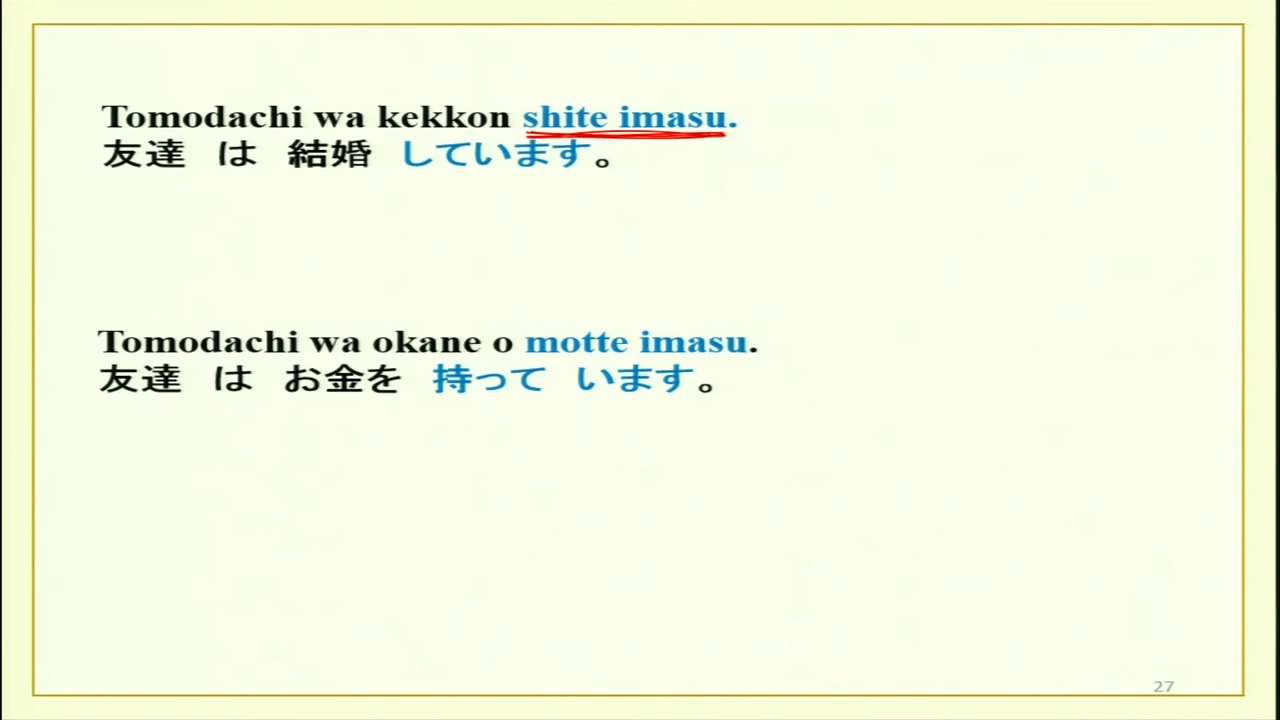 Tomodachi wa kekkon shite imasu.
友達 は 結婚 しています。
Tomodachi wa okane o motte imasu.
友達 は お金を 持って います。
27